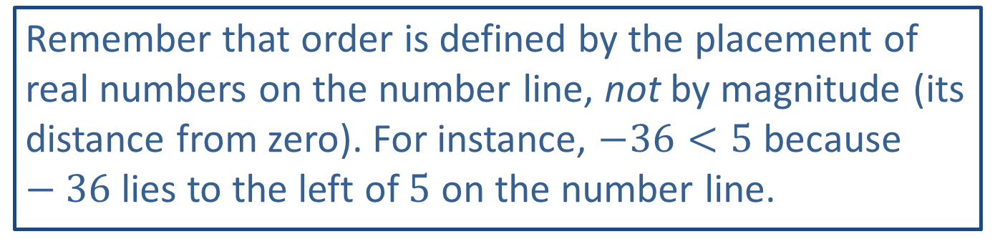 Remember that order is defined by the placement of
real numbers on the number line, not by magnitude (its
distance from zero). For instance, −36 < 5 because
− 36 lies to the left of 5 on the number line.